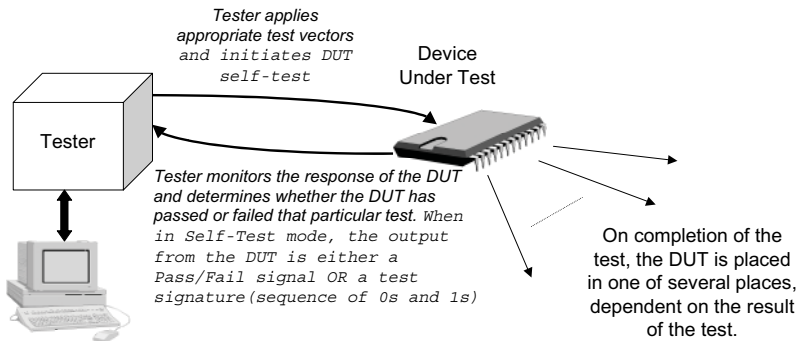 Tester applies
appropriate test vectors
and initiates DUT
self-test
Device
Under Test
Tester
Tester monitors the response of the DUT
and determines whether the DUT has
passed or failed that particular test. When
in Self-Test mode, the output
from the DUT is either a
Pass/Fail signal OR a test
signature(sequence of 0s and 1s)
On completion of the
test, the DUT is placed
in one of several places,
dependent on the result
of the test.